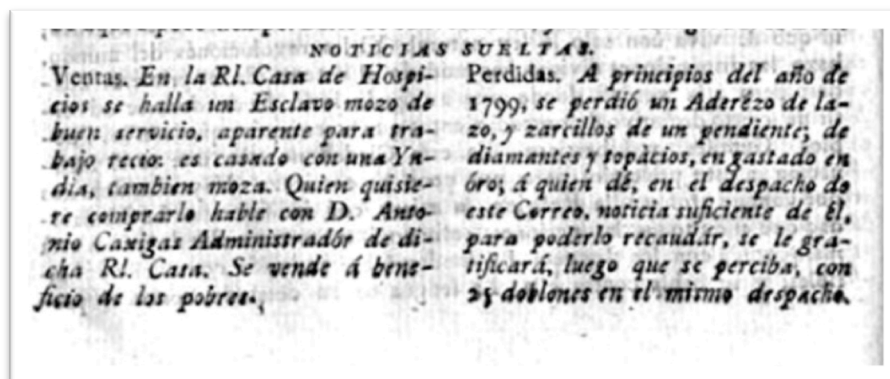 NOTICIAS SUELTAS.
Ventas. En la Rl. Casa de Hospi-
cios se halla un Esclavo mozo de
buen servicio, aparente para tra-
bajo recio: es casado con una Yn-
dia, tambien moza. Quien quisie-
re comprarlo hable con D. Anto-
nio Caxigas Administradór de di-
cha Rl. Casa. Se vende á bene-
ficio de los pobres.
Perdidas. A principios del año de
1799, se perdió un Aderezo de la-
zo, y zarcillos de un pendiente; de
diamantes y topacios, en gastado en
óro; á quien dé, en el despacho de
este Correo, noticia suficiente de él,
para poderlo recaudár, se le gra-
tificará, luego que se perciba, con
25 doblones en el mismo despacho.